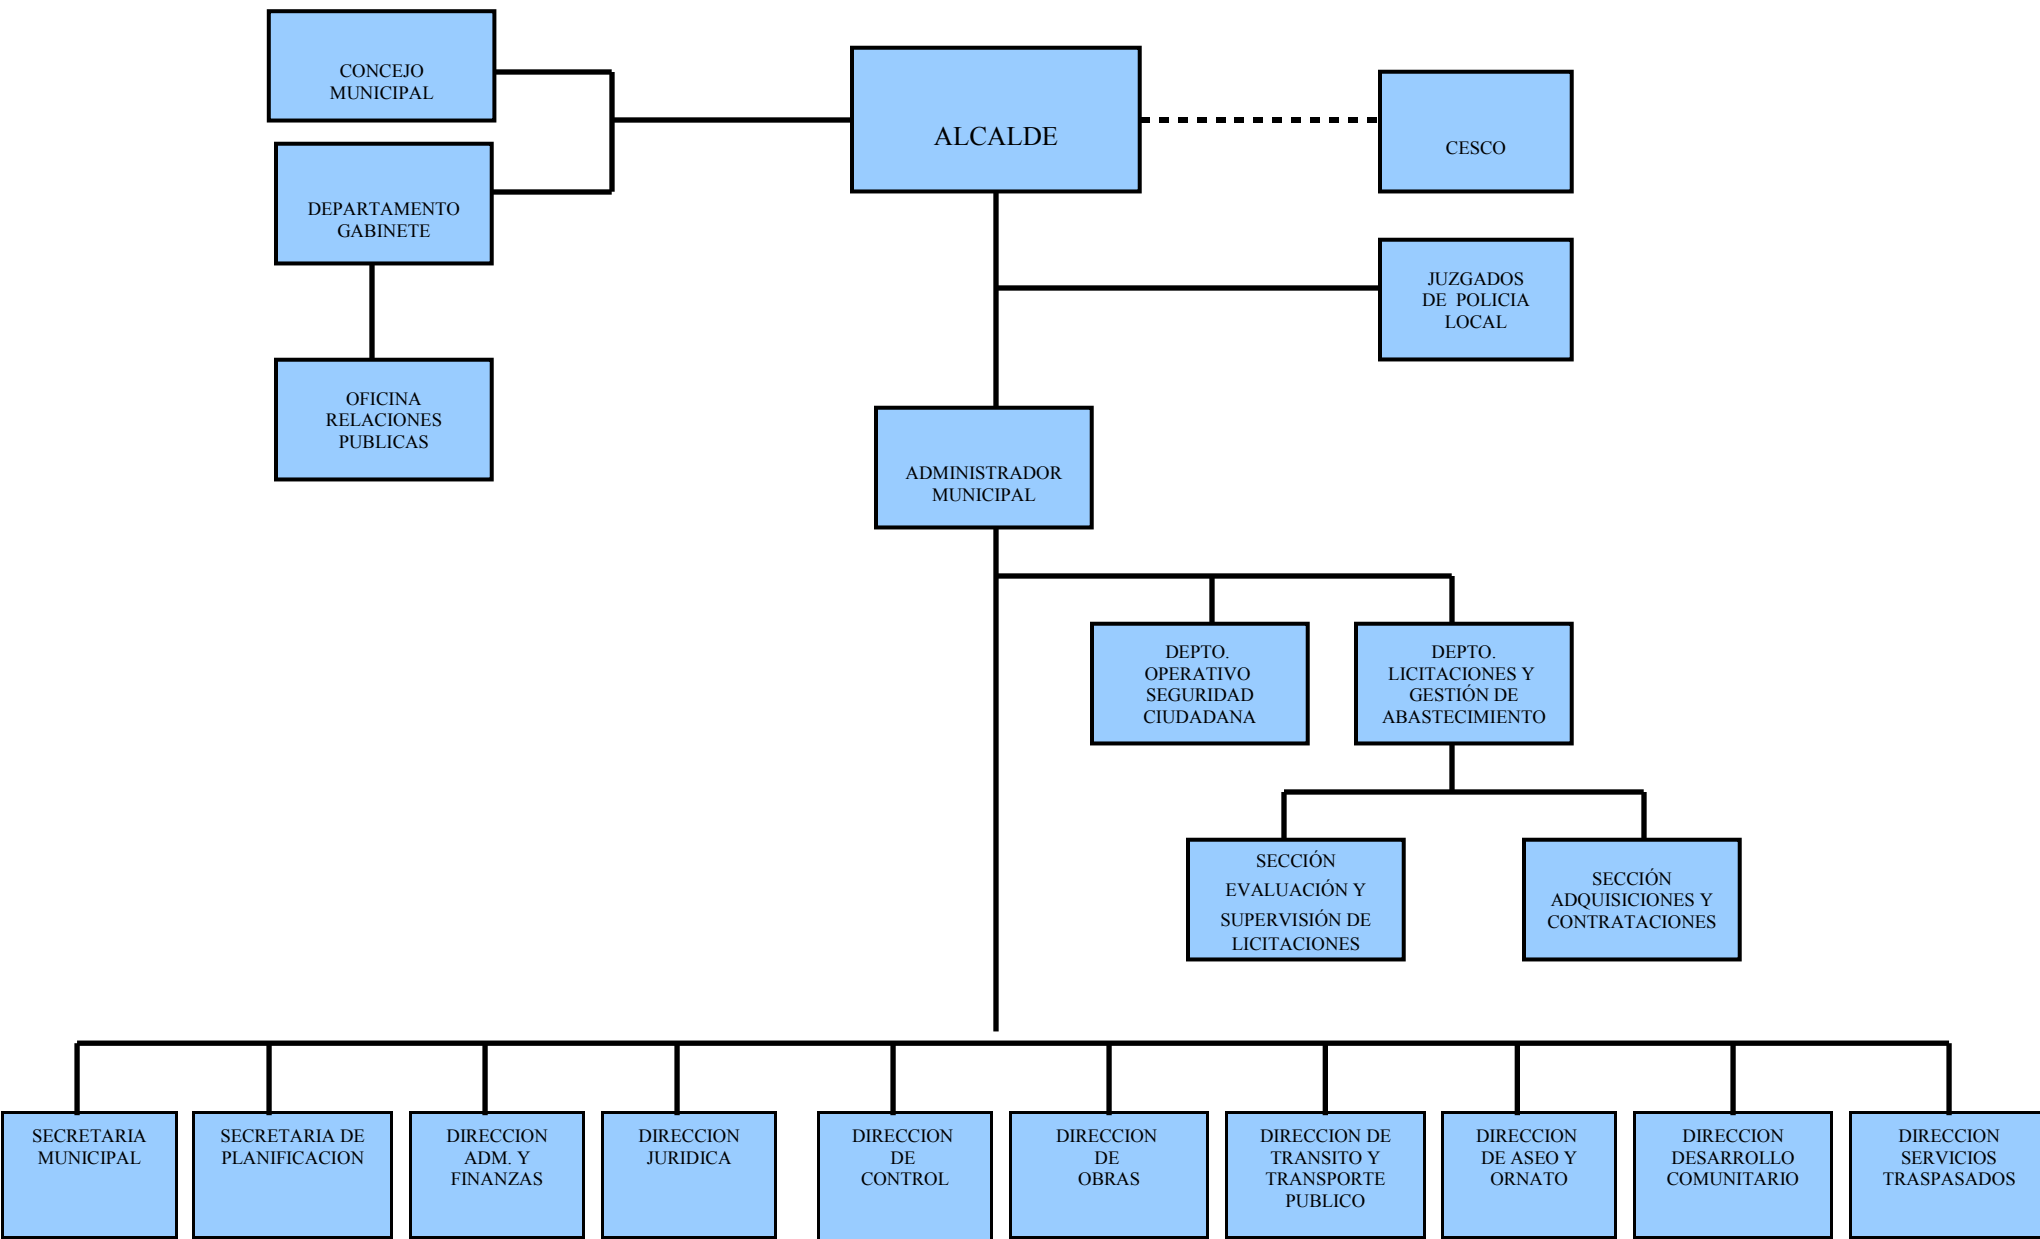 CONCEJO
MUNICIPAL
ALCALDE
CESCO
DEPARTAMENTO
GABINETE
JUZGADOS
DE POLICIA
LOCAL
OFICINA
RELACIONES
PUBLICAS
ADMINISTRADOR
MUNICIPAL
DEPTO.
OPERATIVO
SEGURIDAD
CIUDADANA
DEPTO.
LICITACIONES Y
GESTIÓN DE
ABASTECIMIENTO
SECCIÓN
EVALUACIÓN Y
SUPERVISIÓN DE
LICITACIONES
SECCIÓN
ADQUISICIONES Y
CONTRATACIONES
SECRETARIA
MUNICIPAL
SECRETARIA DE
PLANIFICACION
DIRECCION
ADM. Y
FINANZAS
DIRECCION
JURIDICA
DIRECCION
DE
CONTROL
DIRECCION
DE
OBRAS
DIRECCION DE
TRANSITO Y
TRANSPORTE
PUBLICO
DIRECCION
DE ASEO Y
ORNATO
DIRECCION
DESARROLLO
COMUNITARIO
DIRECCION
SERVICIOS
TRASPASADOS